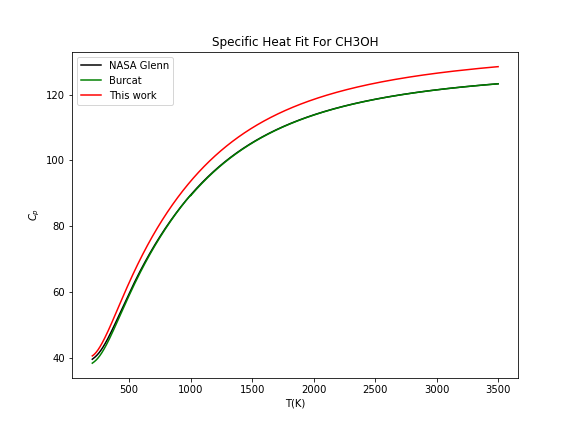 Specific Heat Fit For CH3OH
NASA Glenn
Burcat
This work
120
100
80
60
40
C_p
500 1000 1500 2000 2500 3000 3500
T(K)